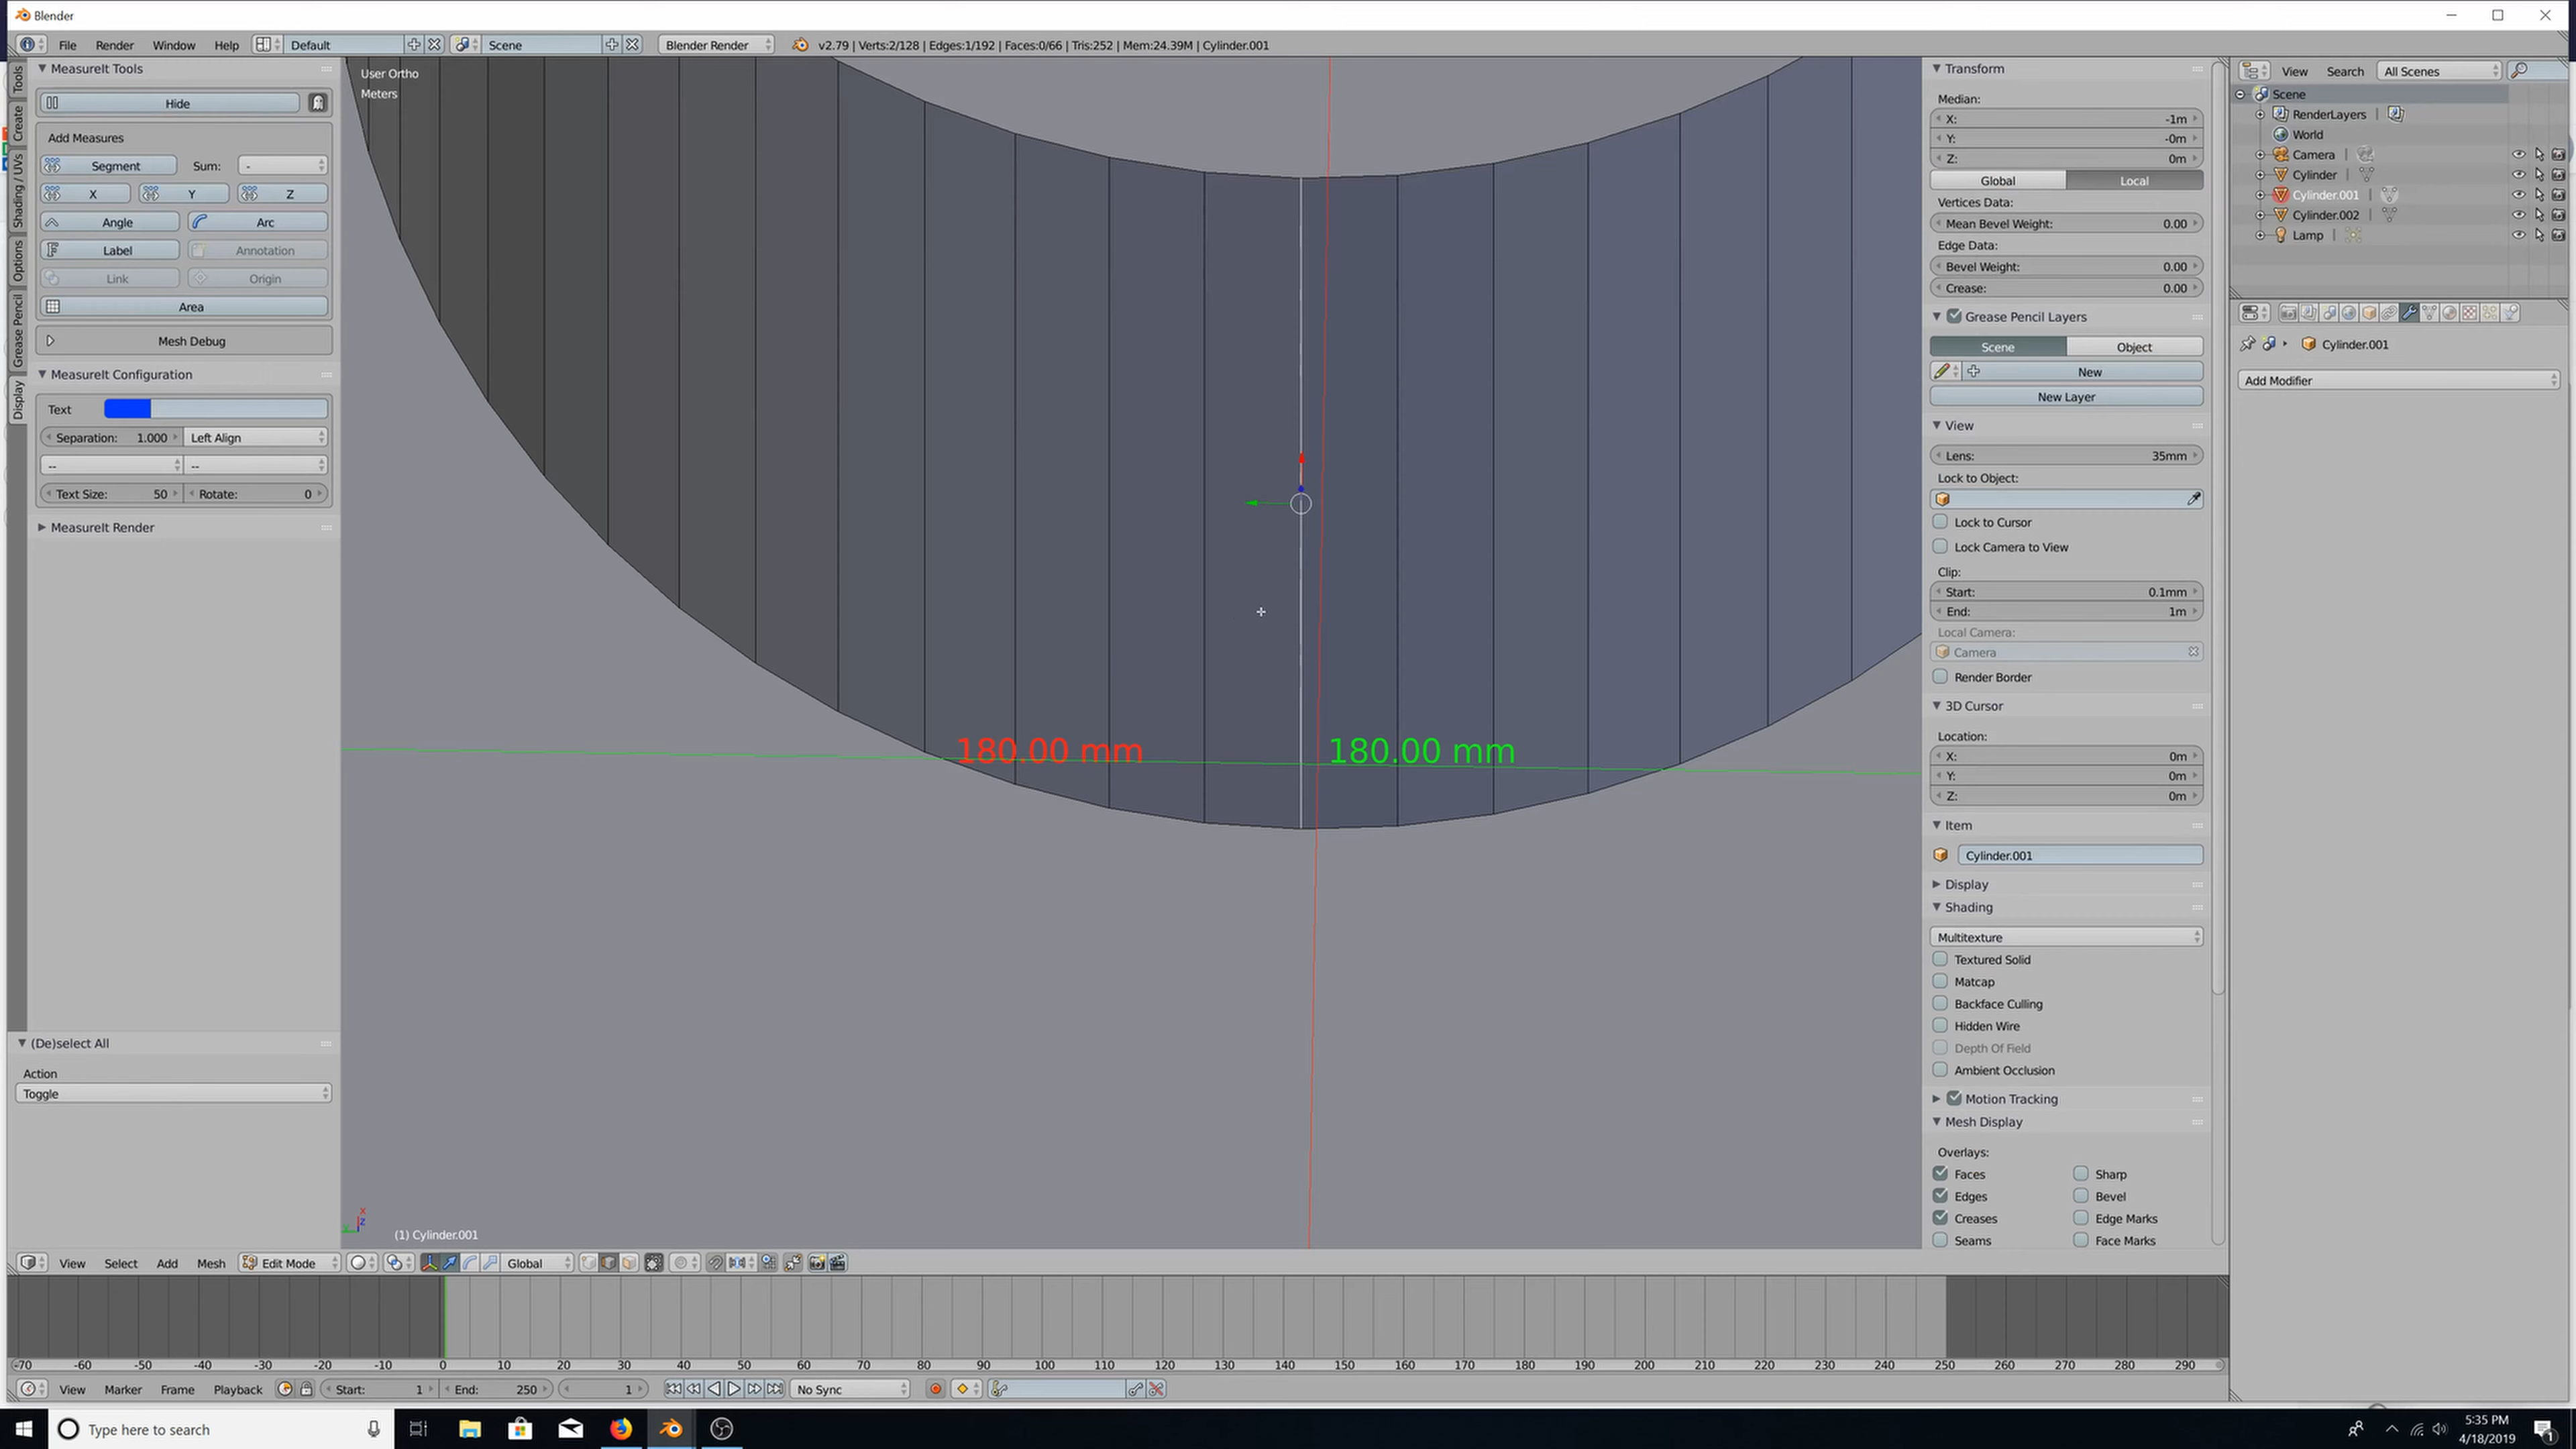 Blender
File Render Window Help Default Scene Blender Render v2.79 | Verts:2/128 | Edges:1/192 | Faces:0/66 | Tris:252 | Mem:24.39M | Cylinder.001
Tools
Create
Shading / UVs
Options
Grease Pencil
Display
MeasureIt Tools
Hide
Add Measures
Segment Sum: -
X Y Z
Angle Arc
Label Annotation
Link Origin
Area
Mesh Debug
MeasureIt Configuration
Text
Separation: 1.000 Left Align
-- --
Text Size: 50 Rotate: 0
MeasureIt Render
(De)select All
Action
Toggle
User Ortho
Meters
180.00 mm 180.00 mm
x
z
(1) Cylinder.001
Transform
Median:
X: -1m
Y: -0m
Z: 0m
Global Local
Vertices Data:
Mean Bevel Weight: 0.00
Edge Data:
Bevel Weight: 0.00
Crease: 0.00
Grease Pencil Layers
Scene Object
New
New Layer
View
Lens: 35mm
Lock to Object:
Lock to Cursor
Lock Camera to View
Clip:
Start: 0.1mm
End: 1m
Local Camera:
Camera
Render Border
3D Cursor
Location:
X: 0m
Y: 0m
Z: 0m
Item
Cylinder.001
Display
Shading
Multitexture
Textured Solid
Matcap
Backface Culling
Hidden Wire
Depth Of Field
Ambient Occlusion
Motion Tracking
Mesh Display
Overlays:
Faces Sharp
Edges Bevel
Creases Edge Marks
Seams Face Marks
View Search All Scenes
Scene
RenderLayers |
World
Camera |
Cylinder |
Cylinder.001 |
Cylinder.002 |
Lamp |
Cylinder.001
Add Modifier
View Select Add Mesh Edit Mode Global
-70 -60 -50 -40 -30 -20 -10 0 10 20 30 40 50 60 70 80 90 100 110 120 130 140 150 160 170 180 190 200 210 220 230 240 250 260 270 280 290
View Marker Frame Playback Start: 1 End: 250 1 No Sync
Type here to search
5:35 PM
4/18/2019
1